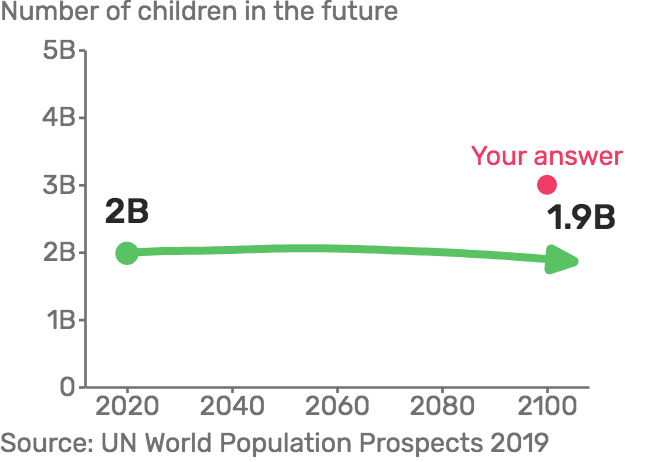 Number of children in the future
5B
4B
Your answer
3B
2B
1.9B
2B
1B
0
2020 2040 2060 2080 2100
Source: UN World Population Prospects 2019